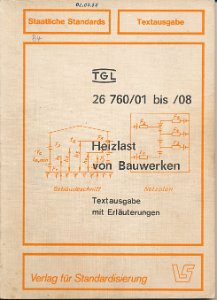 Staatliche Standards
Textausgabe
TGL
26 760/01 bis /08
Heizlast
von Bauwerken
Gebäudeschnitt
Netzplan
Textausgabe
mit Erläuterungen
Verlag für Standardisierung